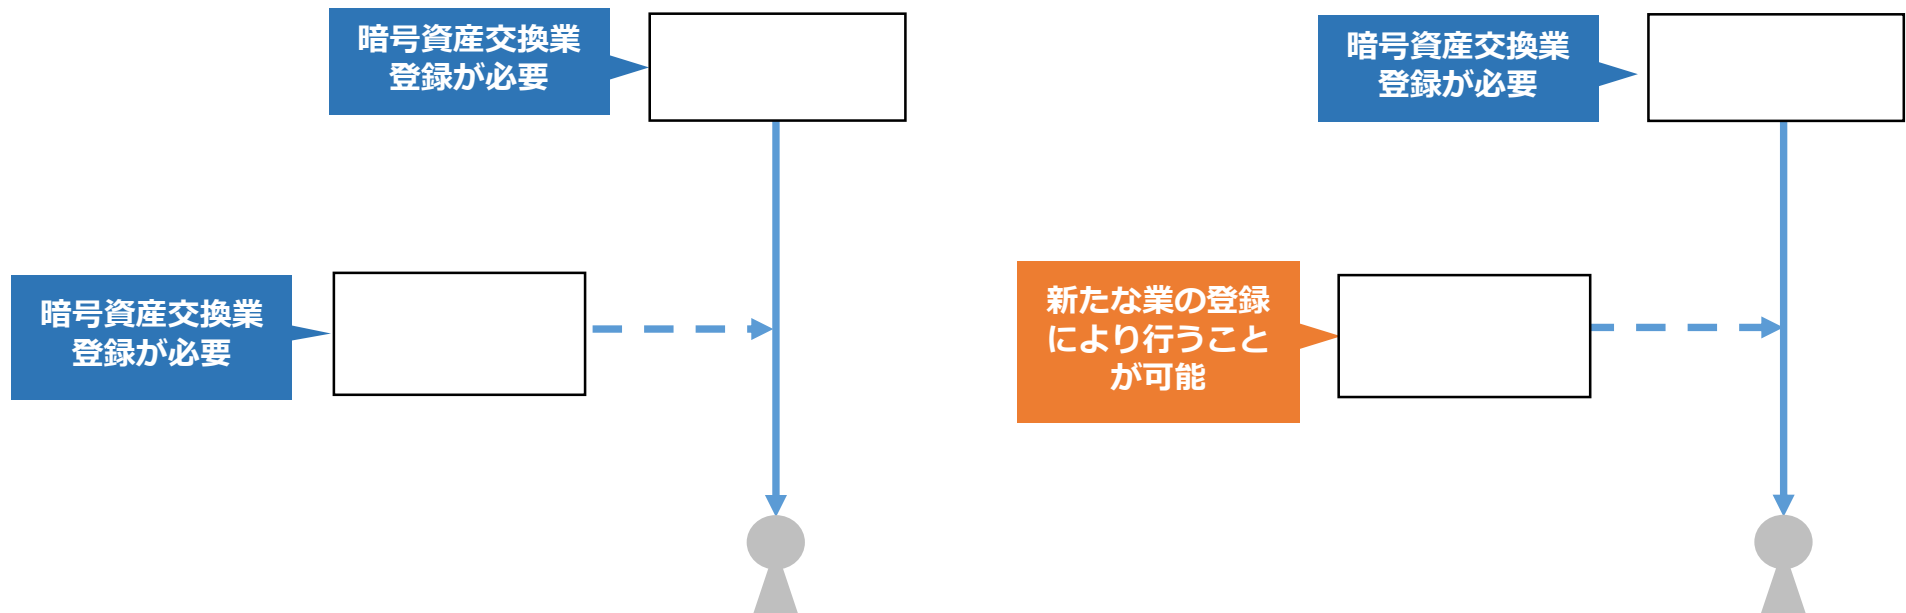 暗号資産交換業
登録が必要
暗号資産交換業
登録が必要
暗号資産交換業
登録が必要
新たな業の登録
により行うこと
が可能